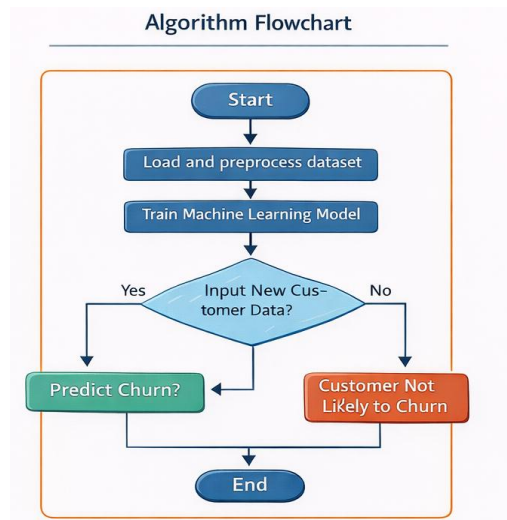 Algorithm Flowchart
Start
Load and preprocess dataset
Train Machine Learning Model
Yes
Input New Cus-
tomer Data?
No
Predict Churn?
Customer Not
Likely to Churn
End